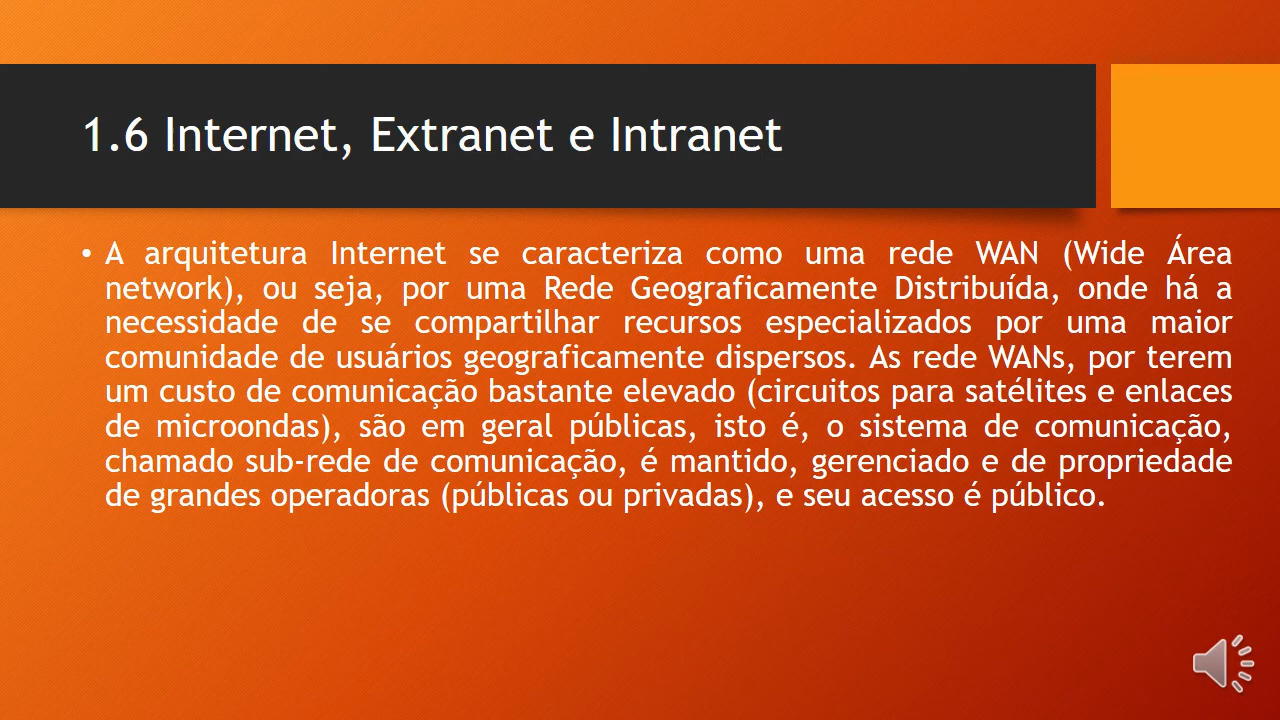 1.6 Internet, Extranet e Intranet
• A arquitetura Internet se caracteriza como uma rede WAN (Wide Área
network), ou seja, por uma Rede Geograficamente Distribuída, onde há a
necessidade de se compartilhar recursos especializados por uma maior
comunidade de usuários geograficamente dispersos. As rede WANs, por terem
um custo de comunicação bastante elevado (circuitos para satélites e enlaces
de microondas), são em geral públicas, isto é, o sistema de comunicação,
chamado sub-rede de comunicação, é mantido, gerenciado e de propriedade
de grandes operadoras (públicas ou privadas), e seu acesso é público.